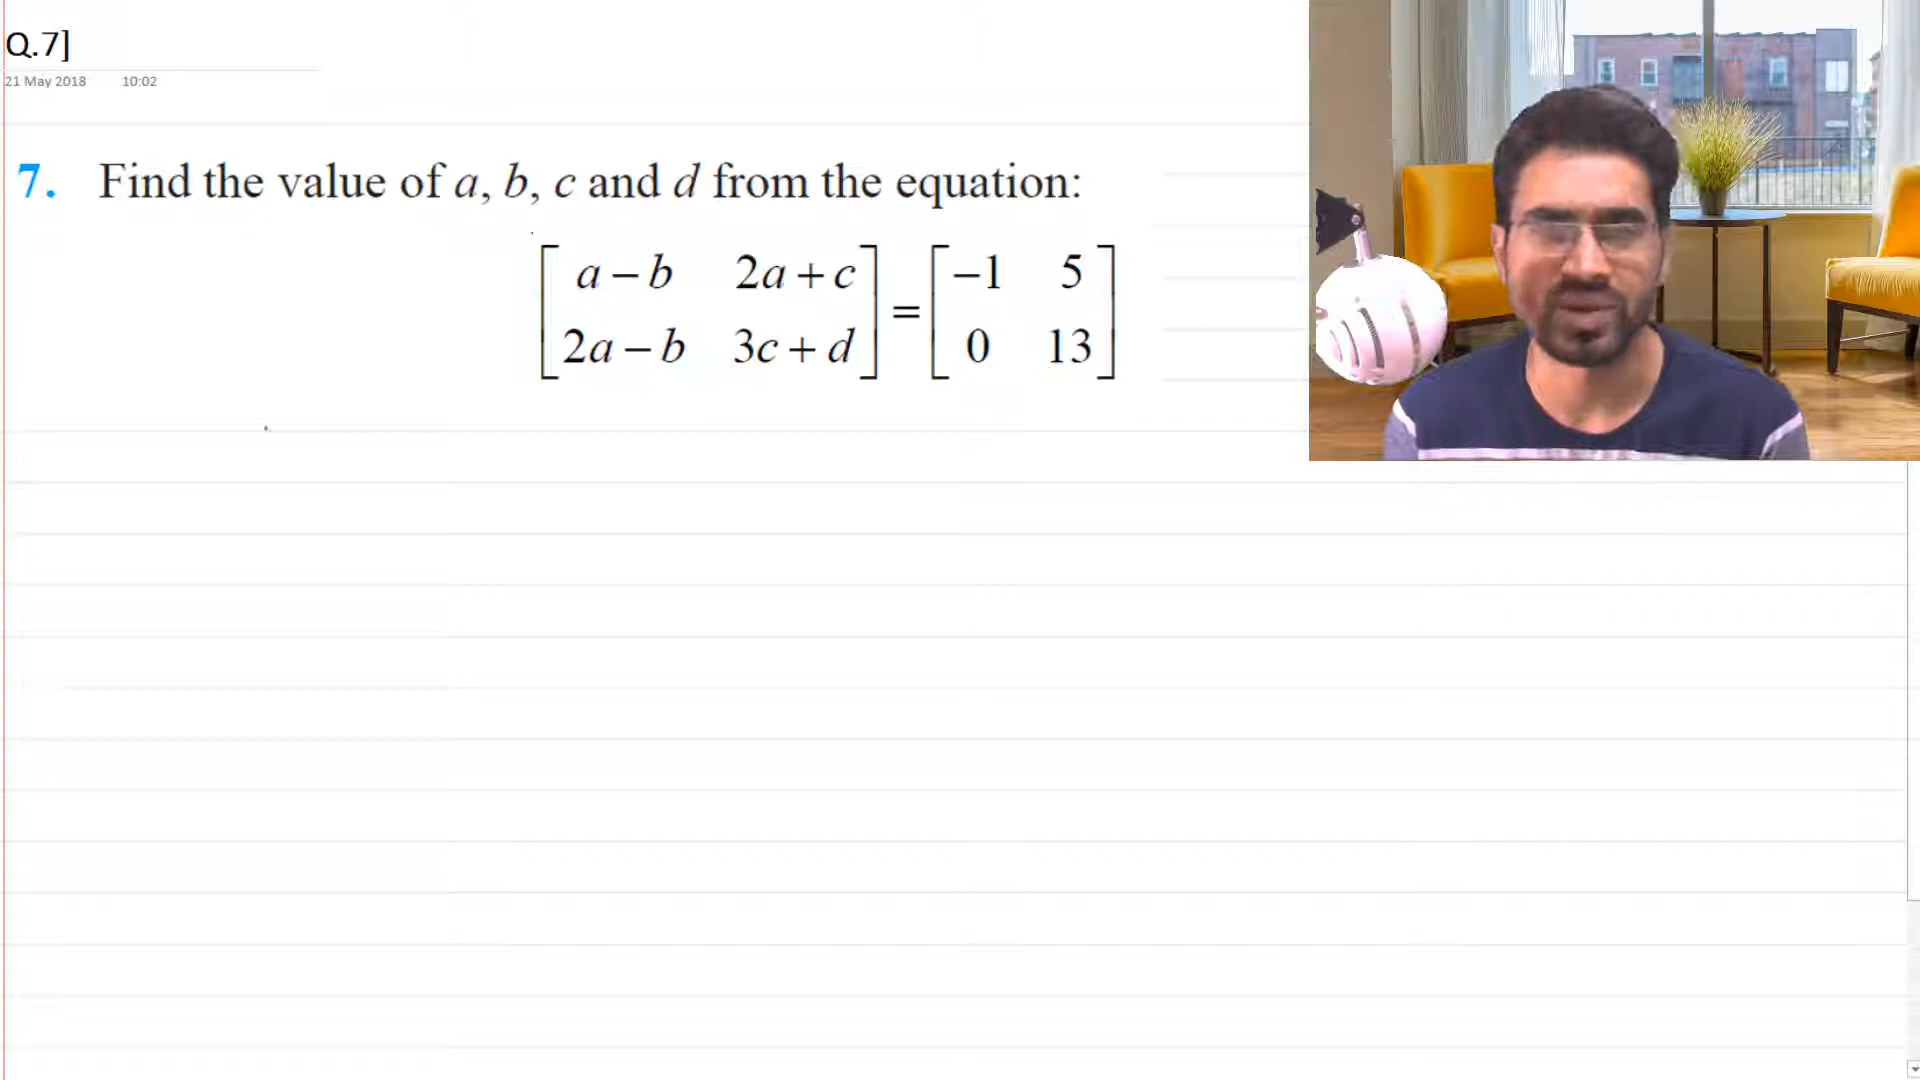 Q.7]
21 May 2018 10:02
7. Find the value of a, b, c and d from the equation:
[ a − b 2a + c ] = [ −1 5 ]
[ 2a − b 3c + d ] [ 0 13 ]